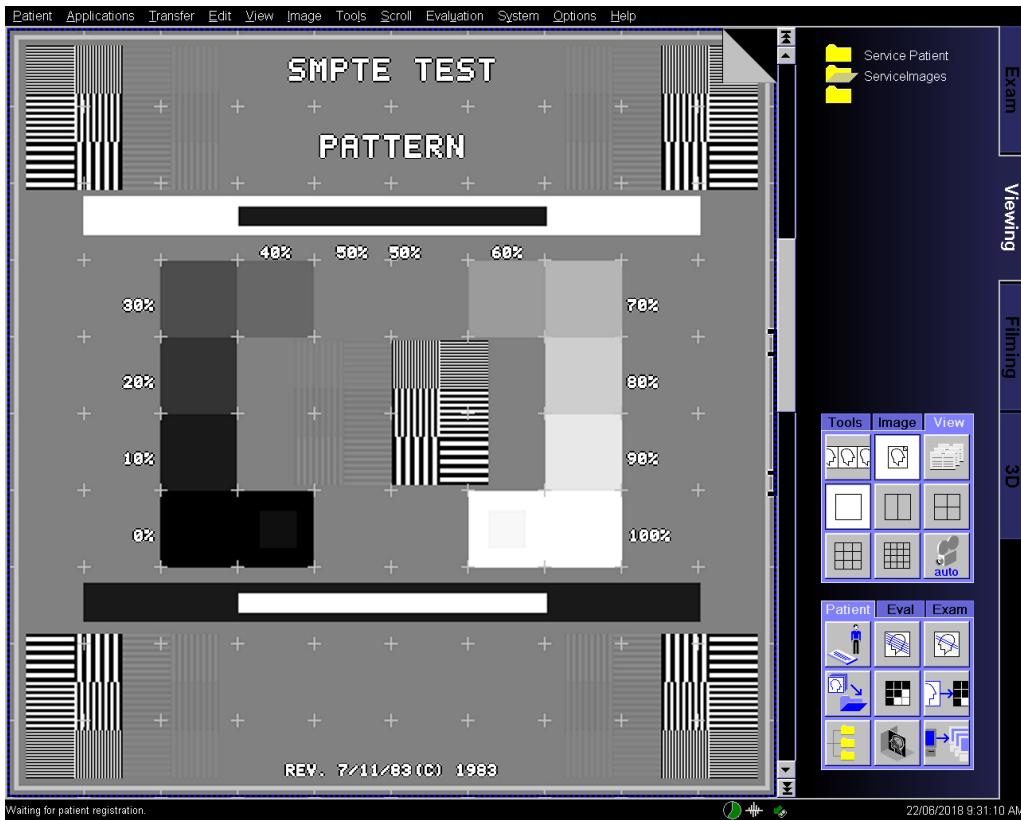 Patient Applications Transfer Edit View Image Tools Scroll Evaluation System Options Help
SMPTE TEST
PATTERN
40% 50% 50% 60%
30% 70%
20% 80%
10% 90%
0% 100%
REV. 7/11/83(C) 1983
Service Patient
ServiceImages
Exam
Viewing
Filming
3D
Tools Image View
auto
Patient Eval Exam
Waiting for patient registration.
22/06/2018 9:31:10 AM